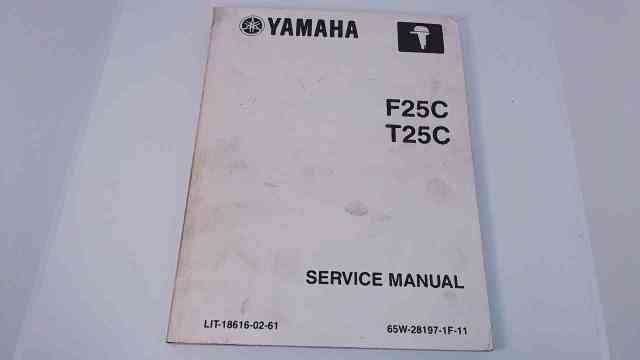 YAMAHA
F25C
T25C
SERVICE MANUAL
LIT-18616-02-61
65W-28197-1F-11